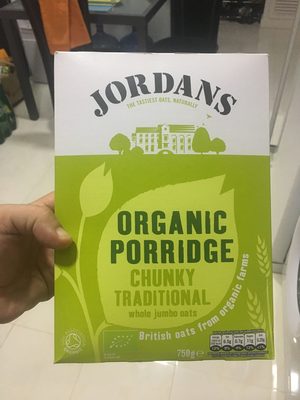 JORDANS
THE TASTIEST OATS, NATURALLY
ORGANIC
PORRIDGE
CHUNKY
TRADITIONAL
whole jumbo oats
British oats from organic farms
750g e